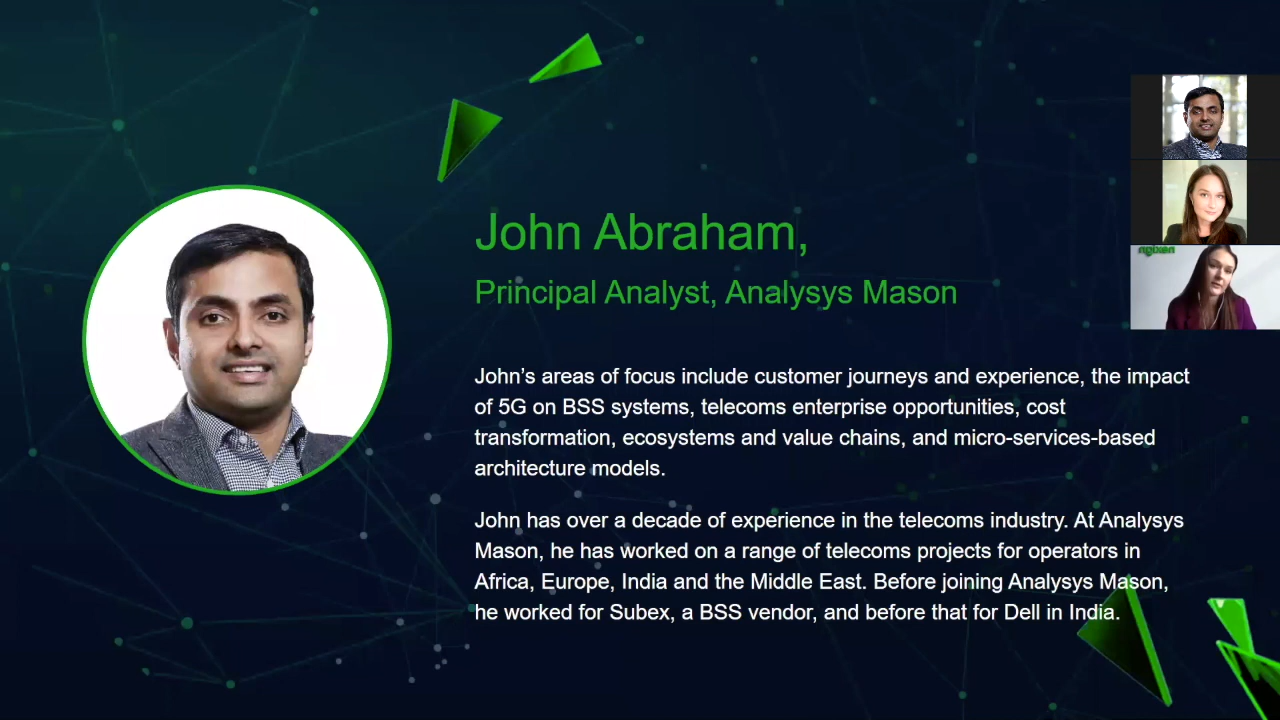 John Abraham,
Principal Analyst, Analysys Mason
John’s areas of focus include customer journeys and experience, the impact
of 5G on BSS systems, telecoms enterprise opportunities, cost
transformation, ecosystems and value chains, and micro-services-based
architecture models.
John has over a decade of experience in the telecoms industry. At Analysys
Mason, he has worked on a range of telecoms projects for operators in
Africa, Europe, India and the Middle East. Before joining Analysys Mason,
he worked for Subex, a BSS vendor, and before that for Dell in India.